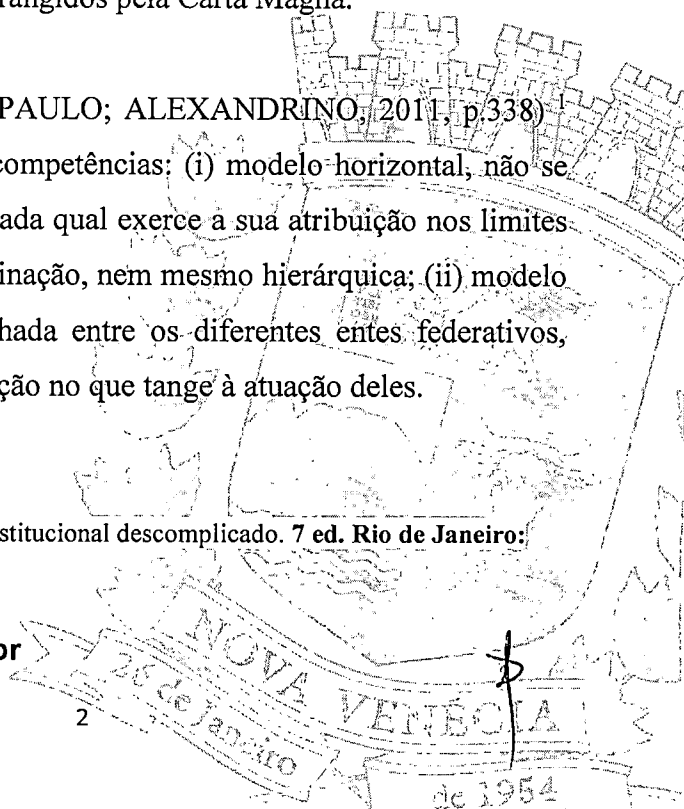 rangidos pela Carta Magna.
PAULO; ALEXANDRINO, 2011, p.338) 1
competências: (i) modelo horizontal, não se
ada qual exerce a sua atribuição nos limites
inação, nem mesmo hierárquica; (ii) modelo
hada entre os diferentes entes federativos,
ção no que tange à atuação deles.
stitucional descomplicado. 7 ed. Rio de Janeiro:
or
2
NOVA VENÉCIA
26 de Janeiro
de 1954